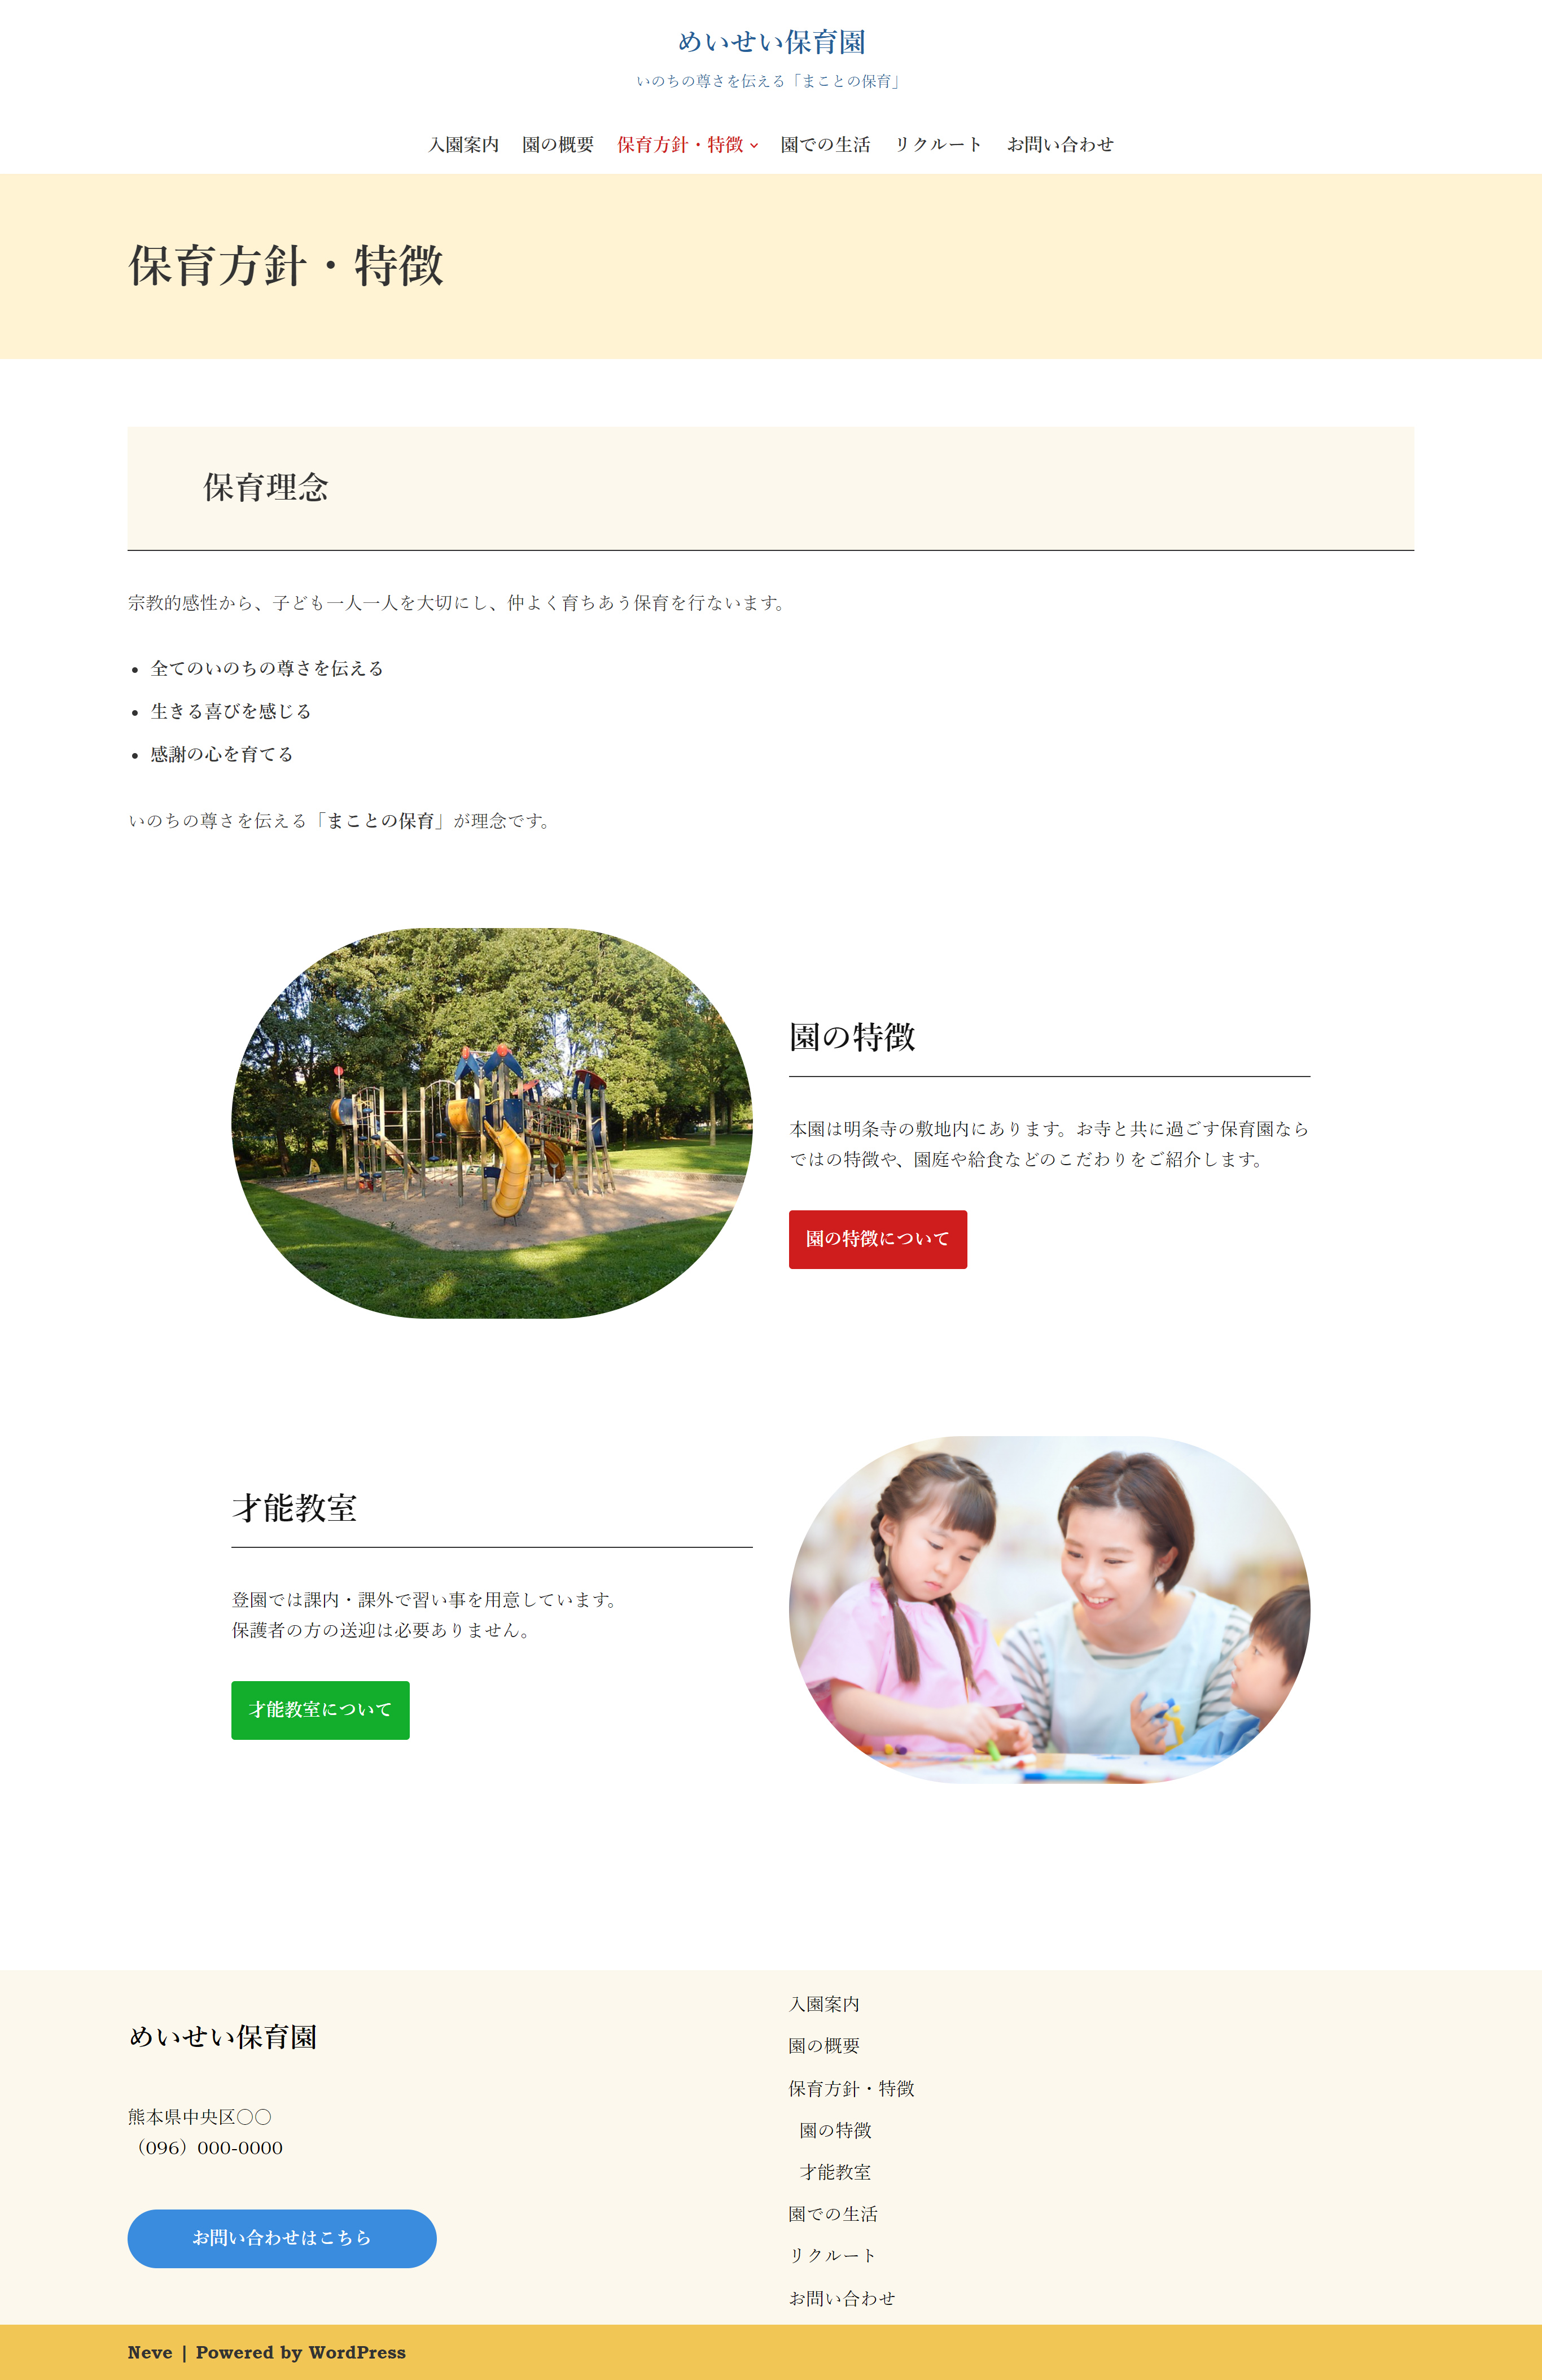 めいせい保育園
いのちの尊さを伝える「まことの保育」
入園案内 園の概要 保育方針・特徴 園での生活 リクルート お問い合わせ
保育方針・特徴
保育理念
宗教的感性から、子ども一人一人を大切にし、仲よく育ちあう保育を行ないます。
• 全てのいのちの尊さを伝える
• 生きる喜びを感じる
• 感謝の心を育てる
いのちの尊さを伝える「まことの保育」が理念です。
園の特徴
本園は明条寺の敷地内にあります。お寺と共に過ごす保育園なら
ではの特徴や、園庭や給食などのこだわりをご紹介します。
園の特徴について
才能教室
登園では課内・課外で習い事を用意しています。
保護者の方の送迎は必要ありません。
才能教室について
めいせい保育園
熊本県中央区〇〇
（096）000-0000
お問い合わせはこちら
入園案内
園の概要
保育方針・特徴
園の特徴
才能教室
園での生活
リクルート
お問い合わせ
Neve | Powered by WordPress